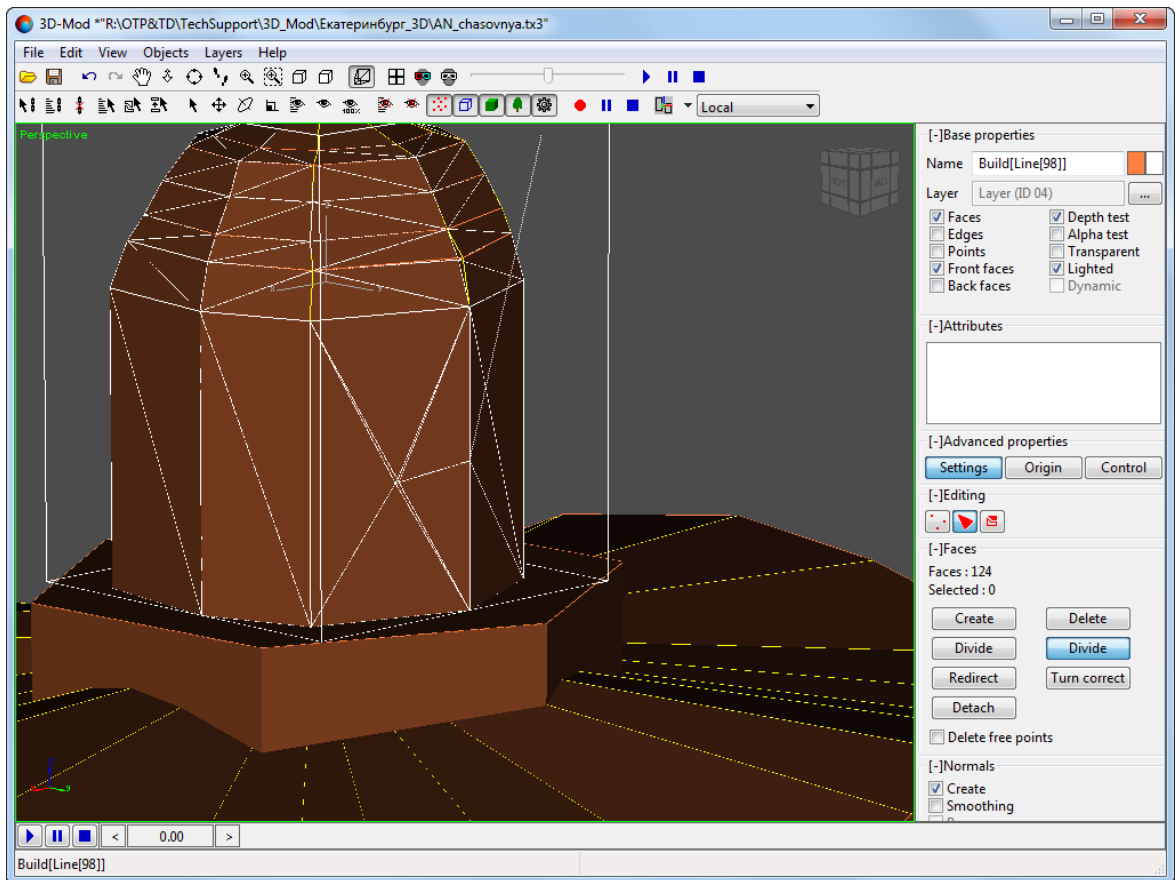 3D-Mod *"R:\OTP&TD\TechSupport\3D_Mod\Екатеринбург_3D\AN_chasovnya.tx3"
File Edit View Objects Layers Help
100%
Local
Perspective
[-]Base properties
Name Build[Line[98]]
Layer Layer (ID 04) ...
Faces Depth test
Edges Alpha test
Points Transparent
Front faces Lighted
Back faces Dynamic
[-]Attributes
[-]Advanced properties
Settings Origin Control
[-]Editing
[-]Faces
Faces : 124
Selected : 0
Create Delete
Divide Divide
Redirect Turn correct
Detach
Delete free points
[-]Normals
Create
Smoothing
< 0.00 >
Build[Line[98]]